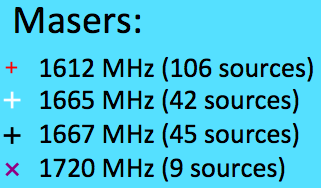 Masers:
+ 1612 MHz (106 sources)
+ 1665 MHz (42 sources)
+ 1667 MHz (45 sources)
× 1720 MHz (9 sources)